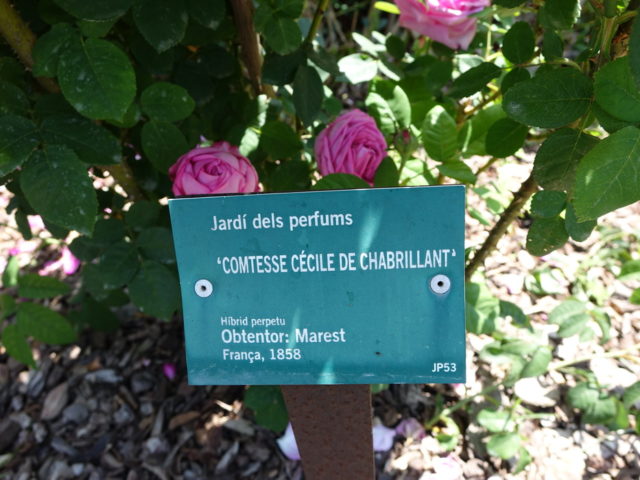 Jardí dels perfums
'COMTESSE CÉCILE DE CHABRILLANT'
Híbrid perpetu
Obtentor: Marest
França, 1858
JP53